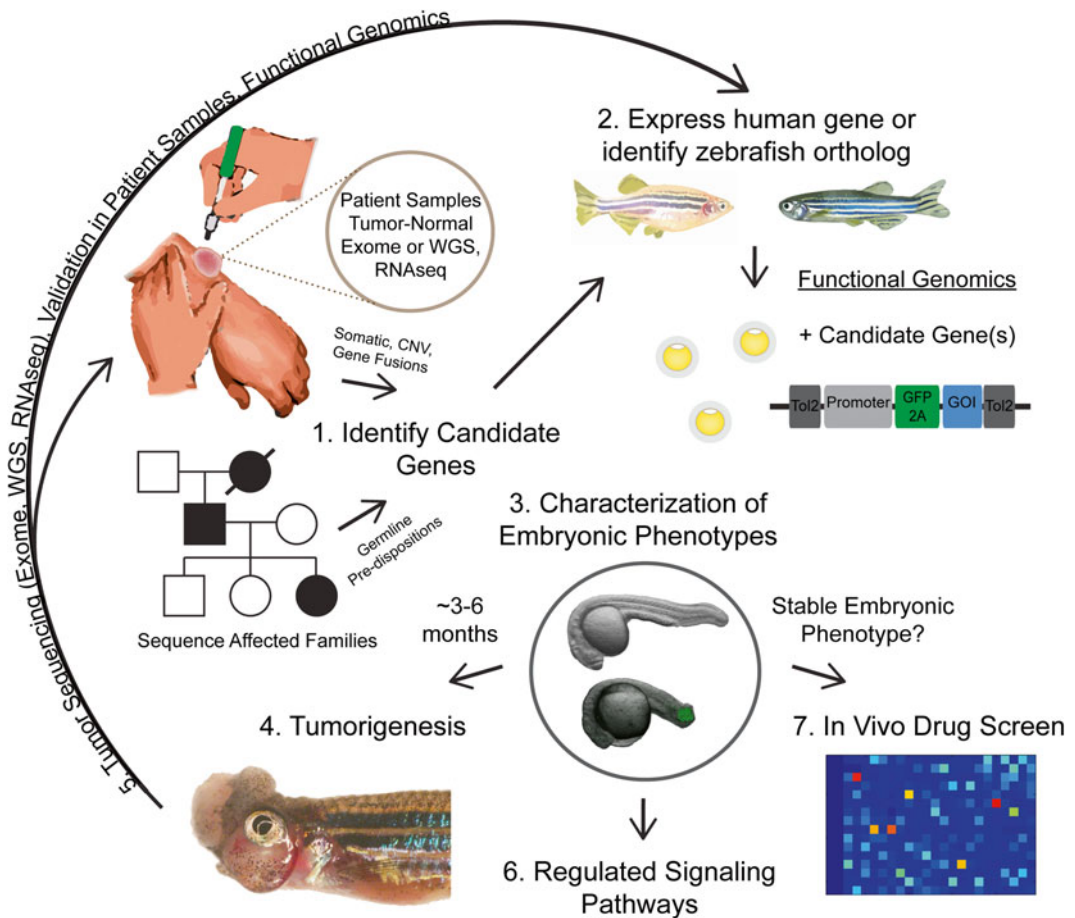 5. Tumor Sequencing (Exome, WGS, RNAseq), Validation in Patient Samples, Functional Genomics
Patient Samples
Tumor-Normal
Exome or WGS,
RNAseq
Somatic, CNV,
Gene Fusions
1. Identify Candidate
Genes
Germline
Pre-dispositions
Sequence Affected Families
2. Express human gene or
identify zebrafish ortholog
Functional Genomics
+ Candidate Gene(s)
Tol2
Promoter
GFP
2A
GOI
Tol2
3. Characterization of
Embryonic Phenotypes
~3-6
months
Stable Embryonic
Phenotype?
4. Tumorigenesis
7. In Vivo Drug Screen
6. Regulated Signaling
Pathways